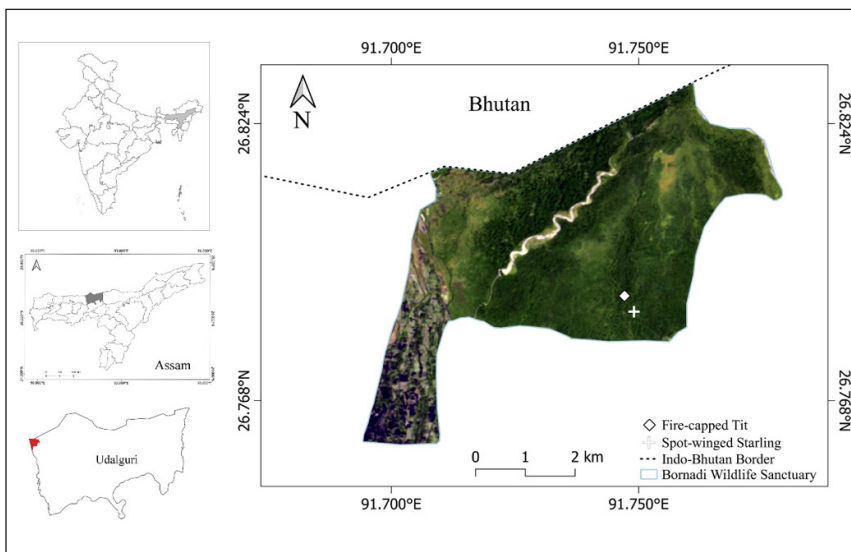 91.700°E
91.750°E
26.824°N
26.824°N
Bhutan
N
Assam
Udalguri
26.768°N
26.768°N
0 1 2 km
Fire-capped Tit
Spot-winged Starling
Indo-Bhutan Border
Bornadi Wildlife Sanctuary
91.700°E
91.750°E